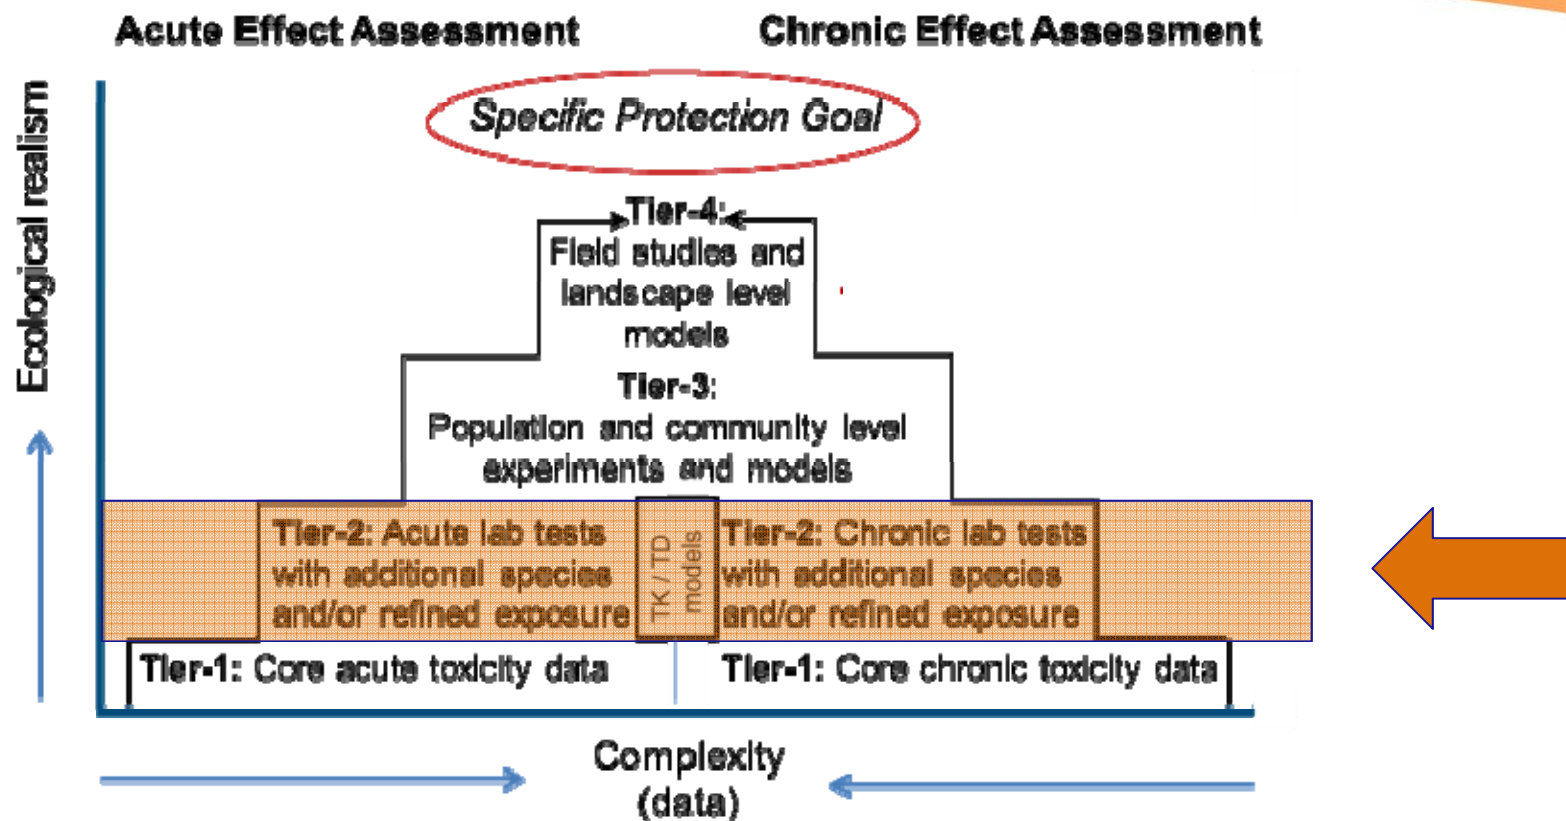 Acute Effect Assessment
Chronic Effect Assessment
Ecological realism
Specific Protection Goal
Tier-4:
Field studies and
landscape level
models
Tier-3:
Population and community level
experiments and models
Tier-2: Acute lab tests
with additional species
and/or refined exposure
TK / TD
models
Tier-2: Chronic lab tests
with additional species
and/or refined exposure
Tier-1: Core acute toxicity data
Tier-1: Core chronic toxicity data
Complexity
(data)